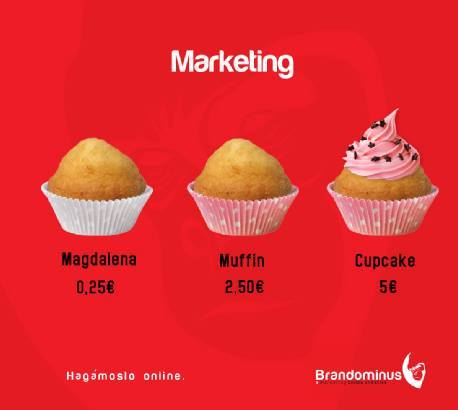 Marketing
Magdalena
Muffin
Cupcake
0,25€
2,50€
5€
Hagámoslo online.
Brandominus